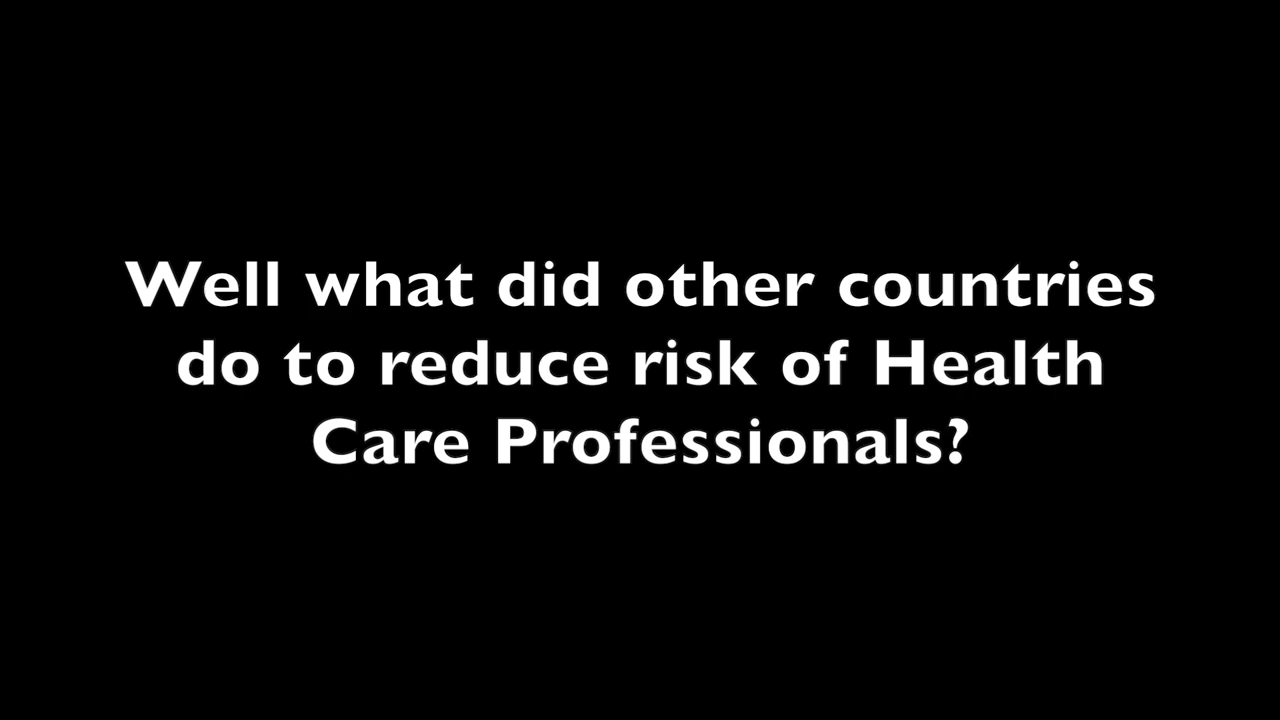 Well what did other countries
do to reduce risk of Health
Care Professionals?